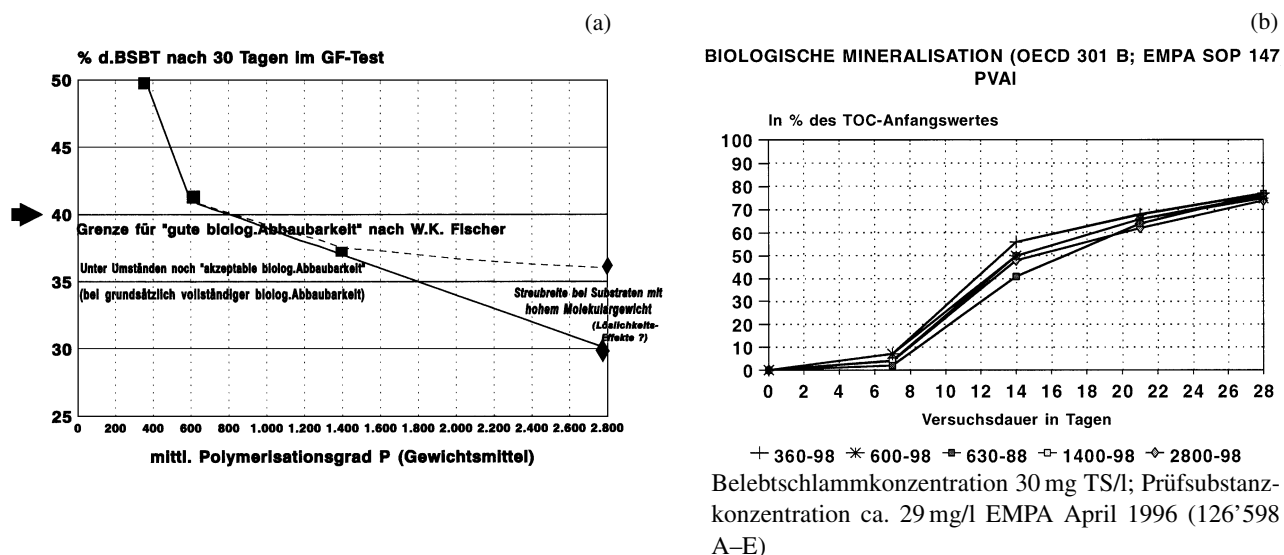 (a)
% d.BSBT nach 30 Tagen im GF-Test
50
45
40
35
30
25
Grenze für "gute biolog.Abbaubarkeit" nach W.K. Fischer
Unter Umständen noch "akzeptable biolog.Abbaubarkeit"
(bei grundsätzlich vollständiger biolog.Abbaubarkeit)
Streubreite bei Substraten mit
hohem Molekulargewicht
(Löslichkeits-
Effekte ?)
0 200 400 600 800 1.000 1.200 1.400 1.600 1.800 2.000 2.200 2.400 2.600 2.800
mittl. Polymerisationsgrad P (Gewichtsmittel)
(b)
BIOLOGISCHE MINERALISATION (OECD 301 B; EMPA SOP 147
PVAl
In % des TOC-Anfangswertes
100
90
80
70
60
50
40
30
20
10
0
0 2 4 6 8 10 12 14 16 18 20 22 24 26 28
Versuchsdauer in Tagen
360-98 600-98 630-88 1400-98 2800-98
Belebtschlammkonzentration 30 mg TS/l; Prüfsubstanz-
konzentration ca. 29 mg/l EMPA April 1996 (126’598
A–E)